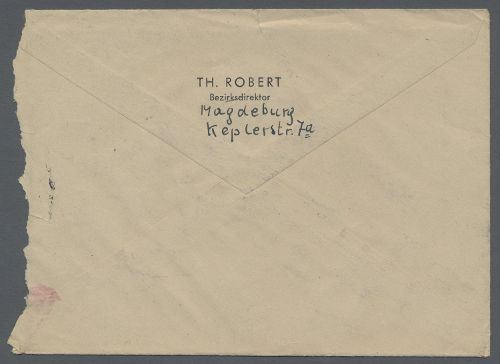 TH. ROBERT
Bezirksdirektor
Magdeburg
Keplerstr. 7a